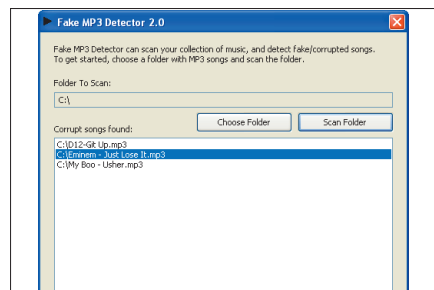 Fake MP3 Detector 2.0
Fake MP3 Detector can scan your collection of music, and detect fake/corrupted songs.
To get started, choose a folder with MP3 songs and scan the folder.
Folder To Scan:
C:\
Choose Folder
Scan Folder
Corrupt songs found:
C:\D12-Git Up.mp3
C:\Eminem - Just Lose It.mp3
C:\My Boo - Usher.mp3